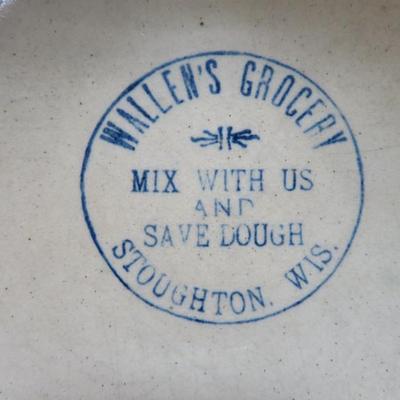 WALLEN'S GROCERY
MIX WITH US
AND
SAVE DOUGH
STOUGHTON, WIS.